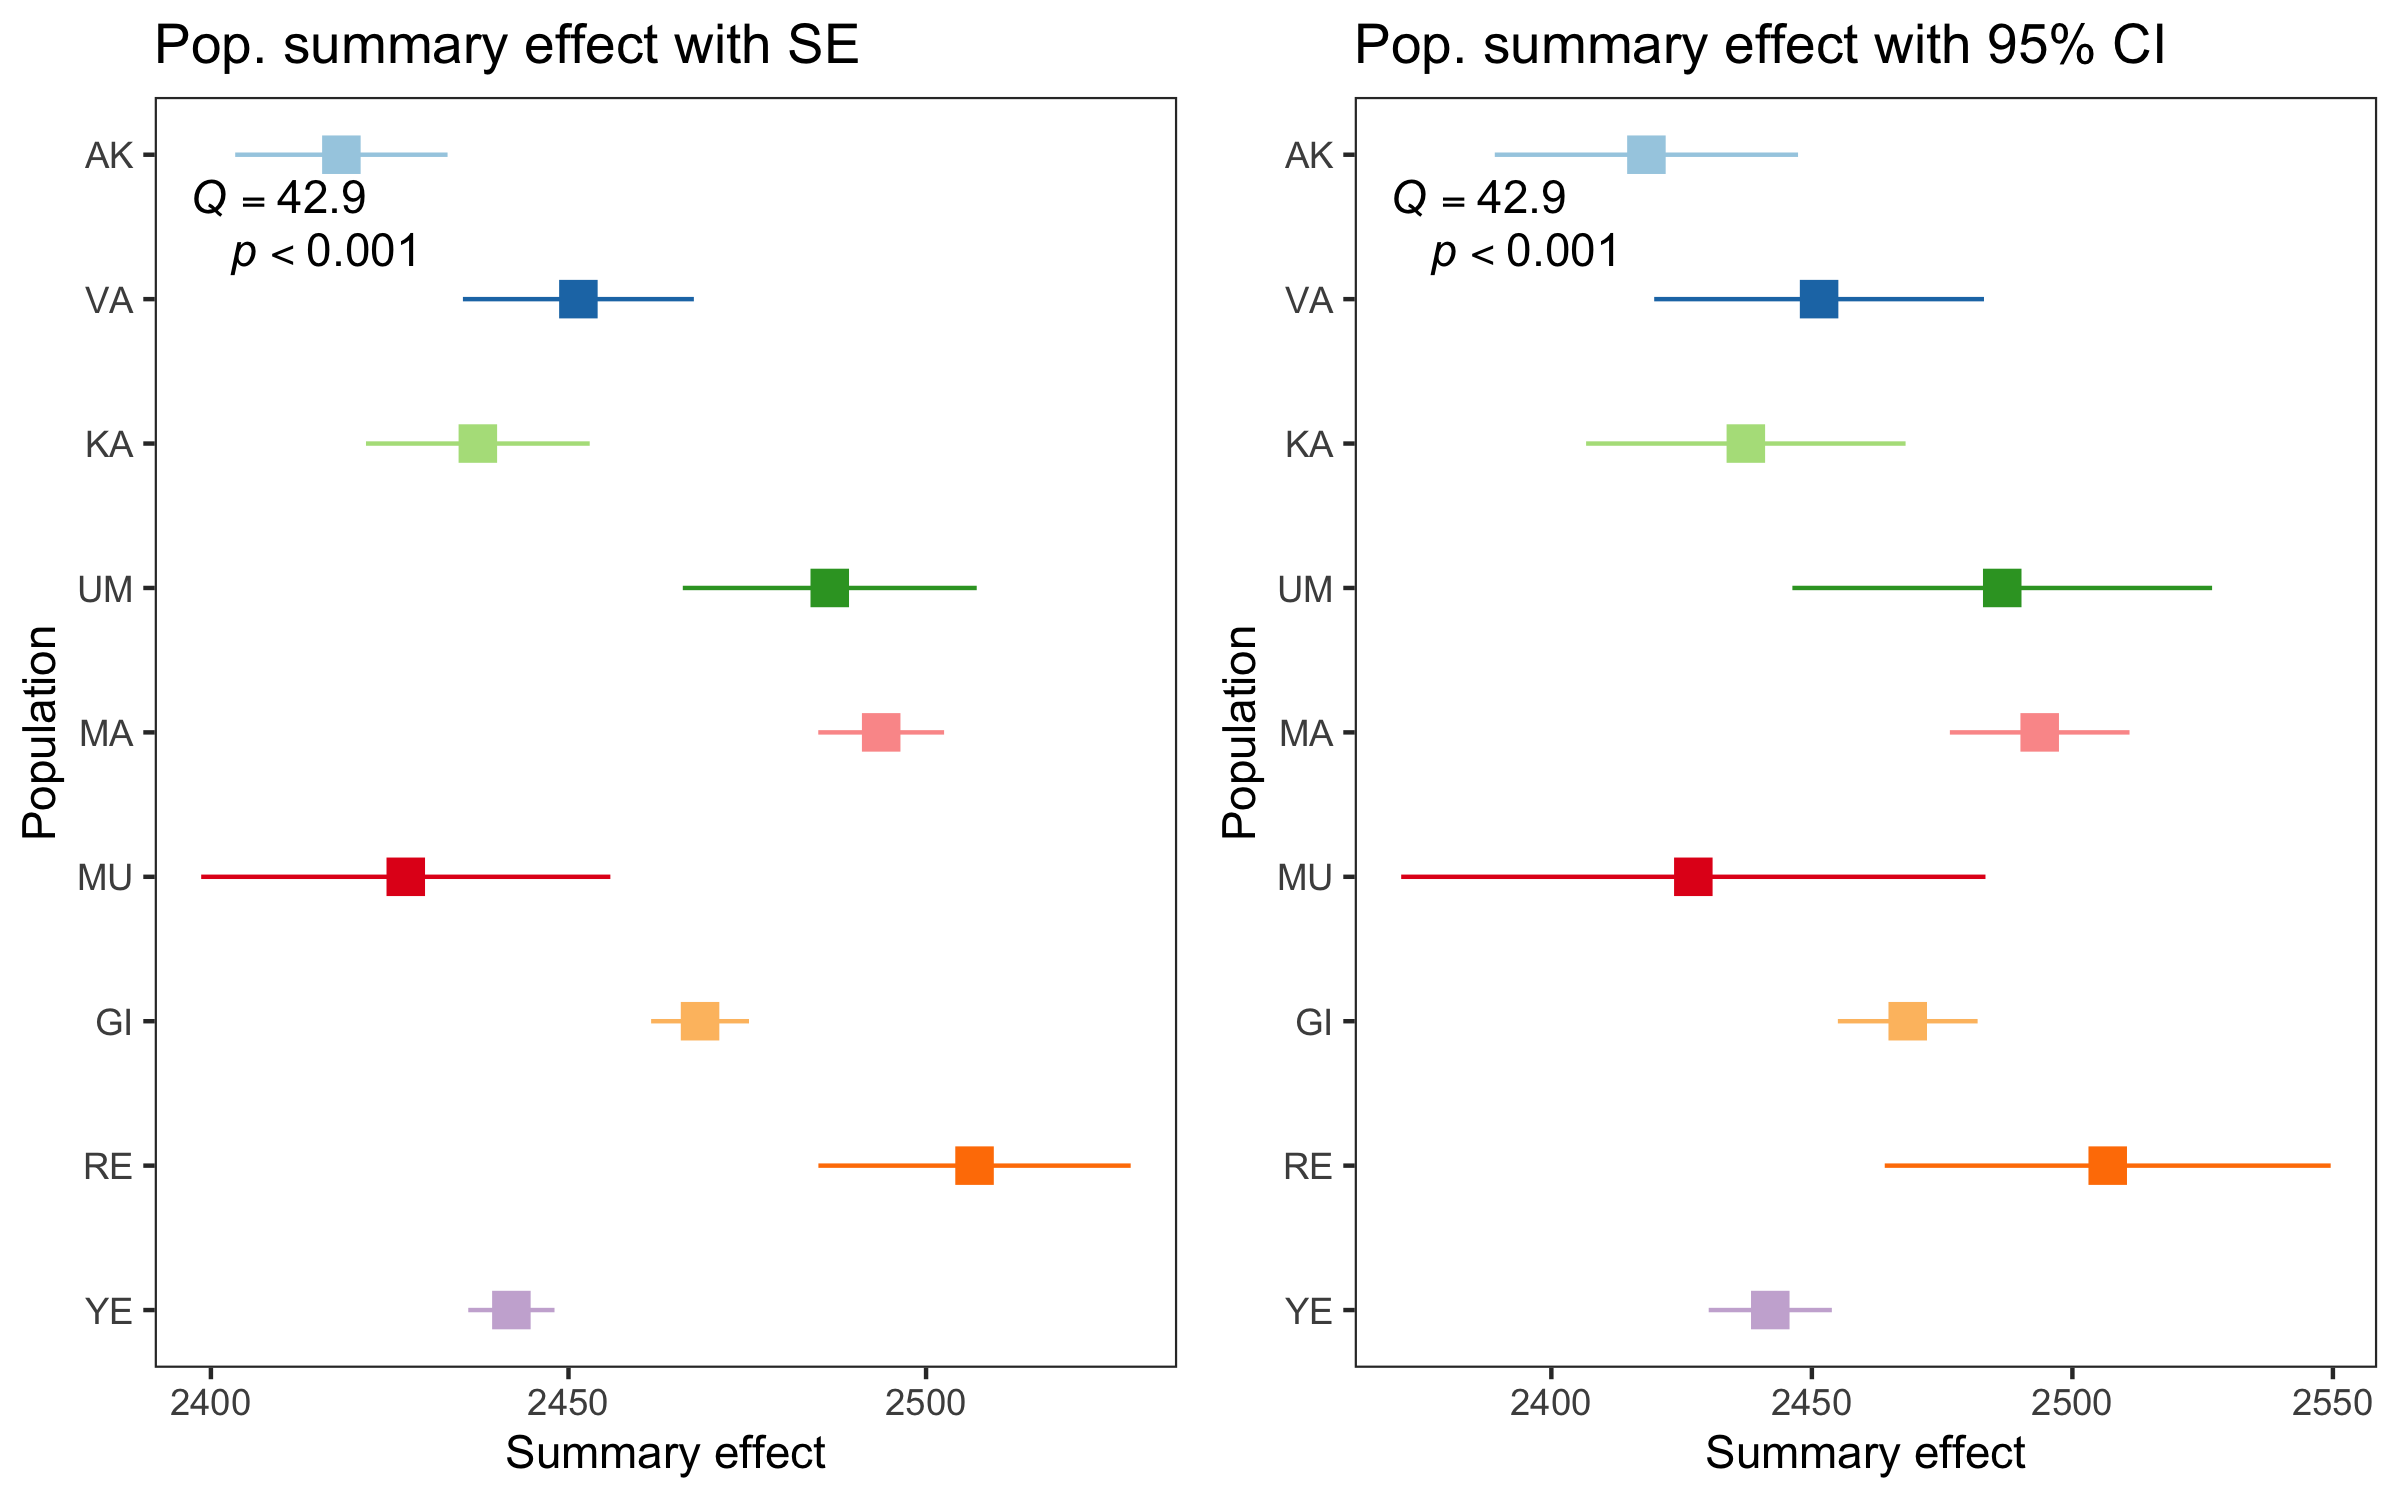 Pop. summary effect with SE
AK
Q = 42.9
p < 0.001
VA
KA
UM
MA
MU
GI
RE
YE
Population
2400 2450 2500
Summary effect
Pop. summary effect with 95% CI
AK
Q = 42.9
p < 0.001
VA
KA
UM
MA
MU
GI
RE
YE
Population
2400 2450 2500 2550
Summary effect